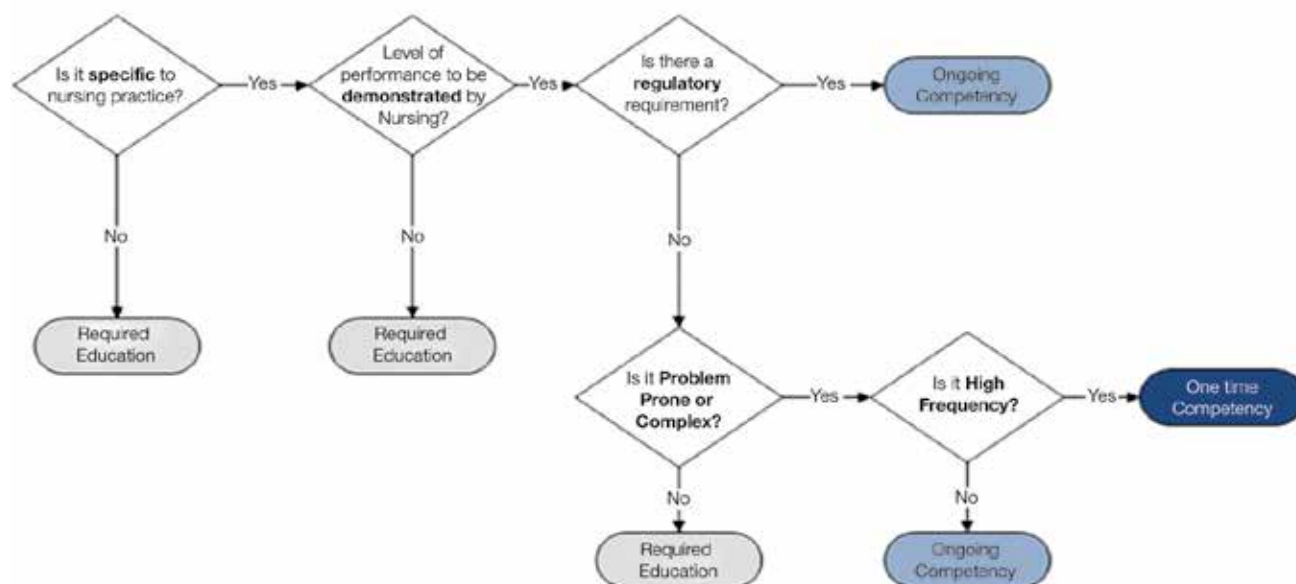 Is it specific to
nursing practice?
Yes
Level of
performance to be
demonstrated by
Nursing?
Yes
Is there a
regulatory
requirement?
Yes
Ongoing
Competency
No
No
No
Required
Education
Required
Education
Is it Problem
Prone or
Complex?
Yes
Is it High
Frequency?
Yes
One time
Competency
No
No
Required
Education
Ongoing
Competency